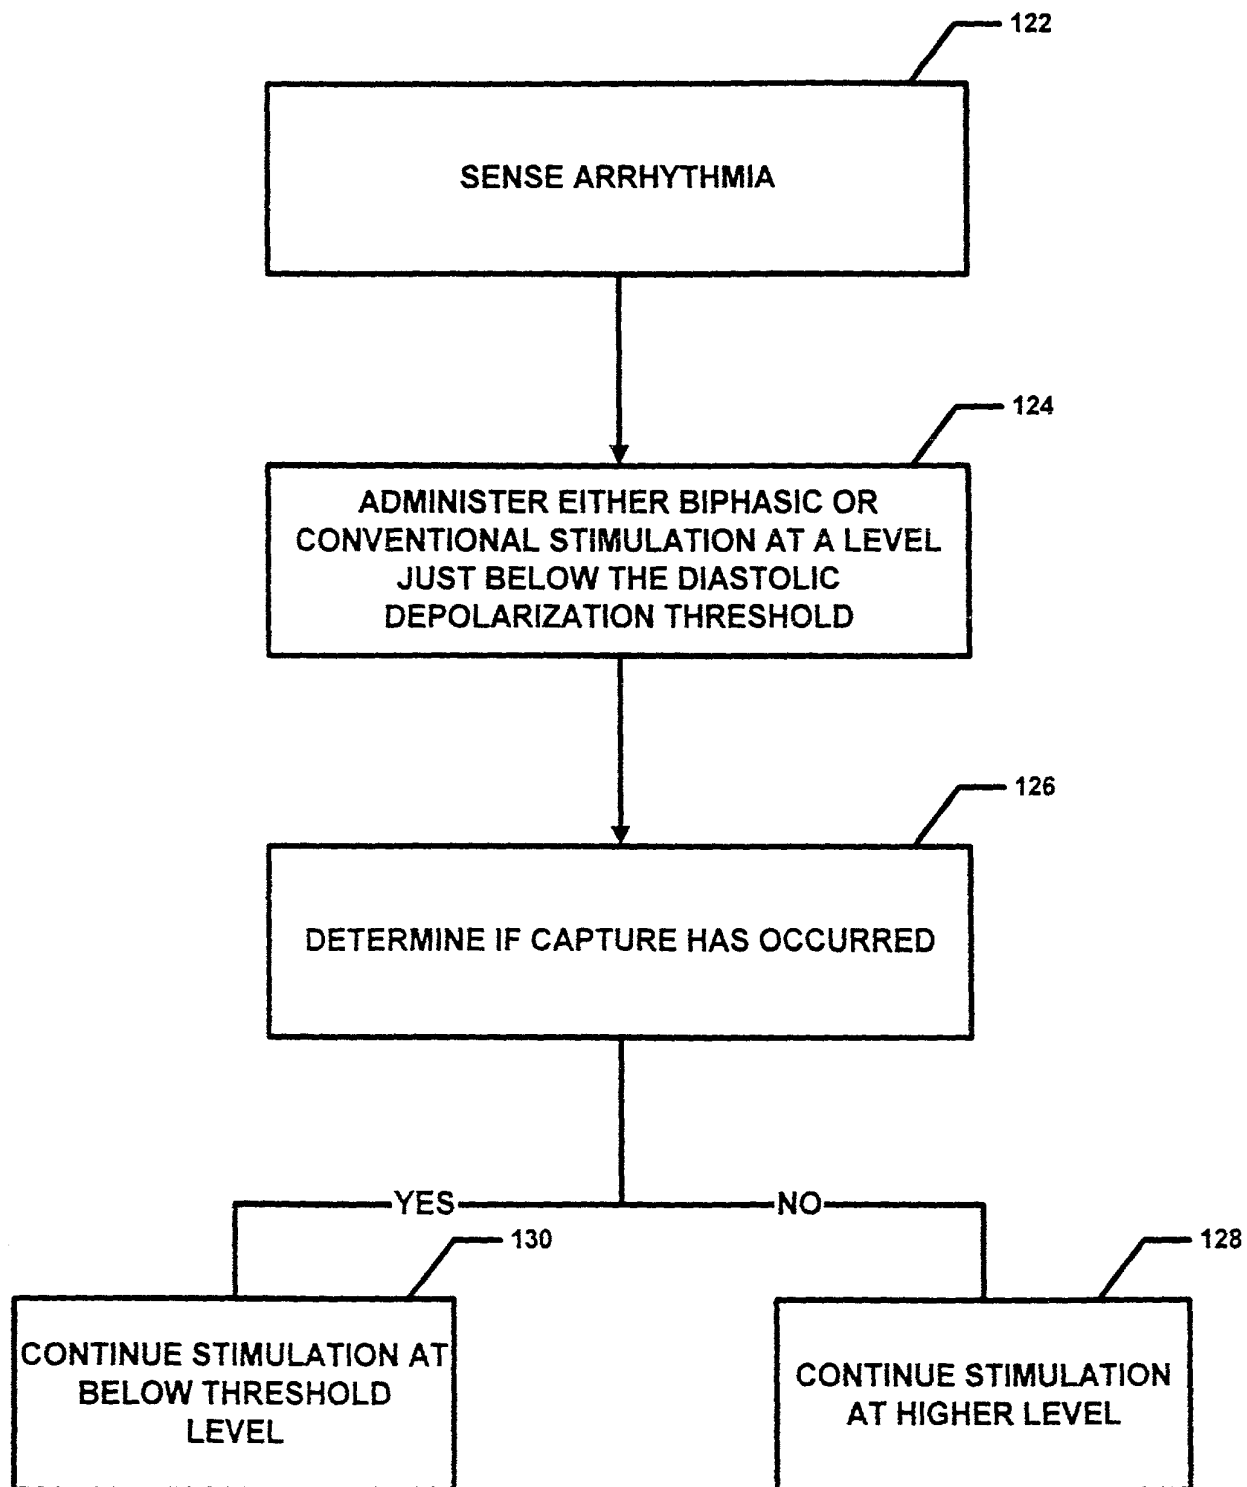 122
SENSE ARRHYTHMIA
124
ADMINISTER EITHER BIPHASIC OR
CONVENTIONAL STIMULATION AT A LEVEL
JUST BELOW THE DIASTOLIC
DEPOLARIZATION THRESHOLD
126
DETERMINE IF CAPTURE HAS OCCURRED
YES
NO
130
128
CONTINUE STIMULATION AT
BELOW THRESHOLD
LEVEL
CONTINUE STIMULATION
AT HIGHER LEVEL